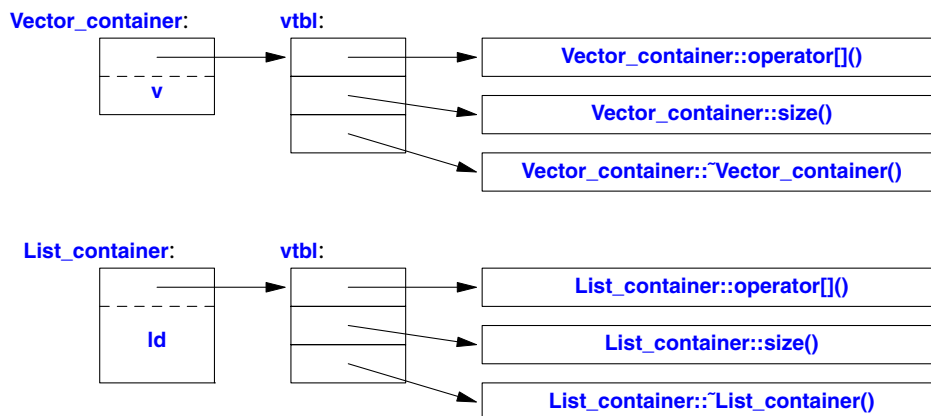 Vector_container: vtbl:
Vector_container::operator[]()
v
Vector_container::size()
Vector_container::˜Vector_container()
List_container: vtbl:
List_container::operator[]()
ld
List_container::size()
List_container::˜List_container()